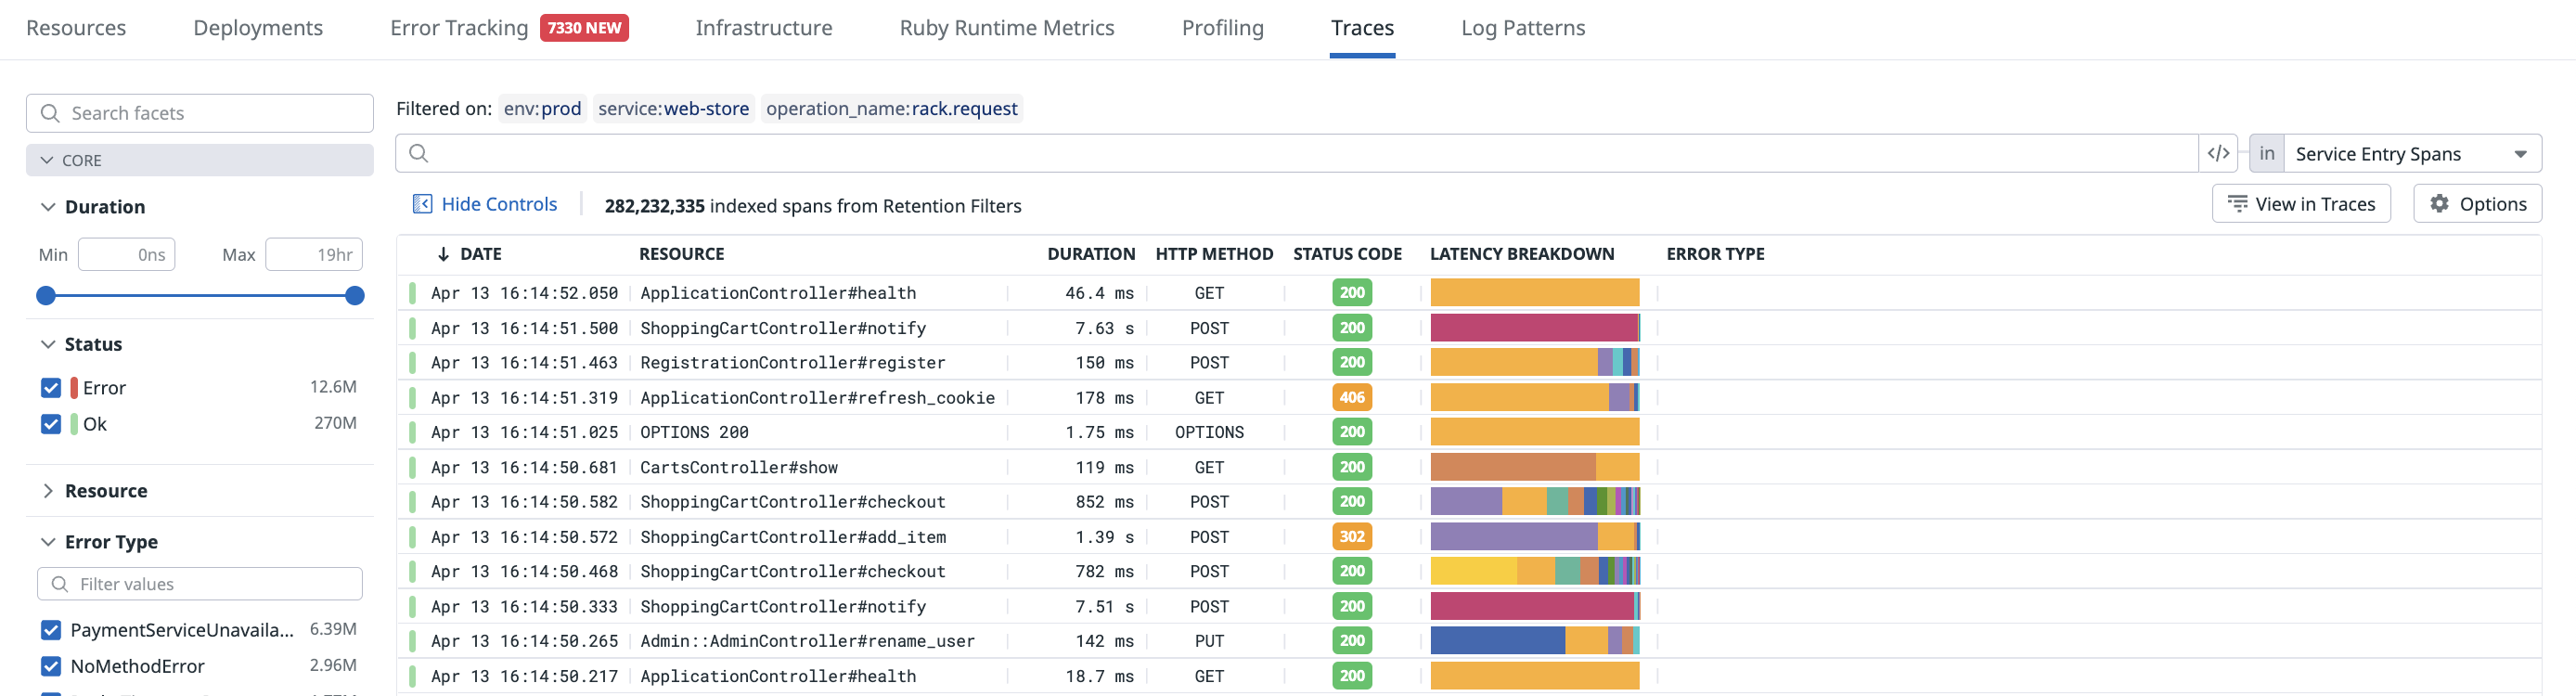 Resources Deployments Error Tracking 7330 NEW Infrastructure Ruby Runtime Metrics Profiling Traces Log Patterns
Search facets
CORE
Duration
Min 0ns Max 19hr
Status
Error 12.6M
Ok 270M
Resource
Error Type
Filter values
PaymentServiceUnavaila... 6.39M
NoMethodError 2.96M
Filtered on: env:prod service:web-store operation_name:rack.request
</> in Service Entry Spans
Hide Controls 282,232,335 indexed spans from Retention Filters View in Traces Options
↓ DATE RESOURCE DURATION HTTP METHOD STATUS CODE LATENCY BREAKDOWN ERROR TYPE
Apr 13 16:14:52.050 ApplicationController#health 46.4 ms GET 200
Apr 13 16:14:51.500 ShoppingCartController#notify 7.63 s POST 200
Apr 13 16:14:51.463 RegistrationController#register 150 ms POST 200
Apr 13 16:14:51.319 ApplicationController#refresh_cookie 178 ms GET 406
Apr 13 16:14:51.025 OPTIONS 200 1.75 ms OPTIONS 200
Apr 13 16:14:50.681 CartsController#show 119 ms GET 200
Apr 13 16:14:50.582 ShoppingCartController#checkout 852 ms POST 200
Apr 13 16:14:50.572 ShoppingCartController#add_item 1.39 s POST 302
Apr 13 16:14:50.468 ShoppingCartController#checkout 782 ms POST 200
Apr 13 16:14:50.333 ShoppingCartController#notify 7.51 s POST 200
Apr 13 16:14:50.265 Admin::AdminController#rename_user 142 ms PUT 200
Apr 13 16:14:50.217 ApplicationController#health 18.7 ms GET 200